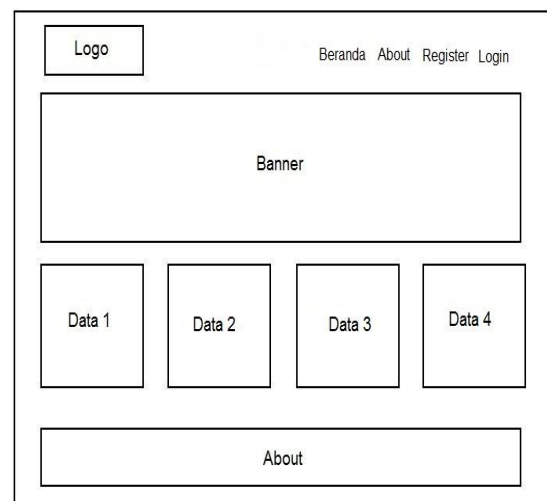 Logo
Beranda About Register Login
Banner
Data 1 Data 2 Data 3 Data 4
About